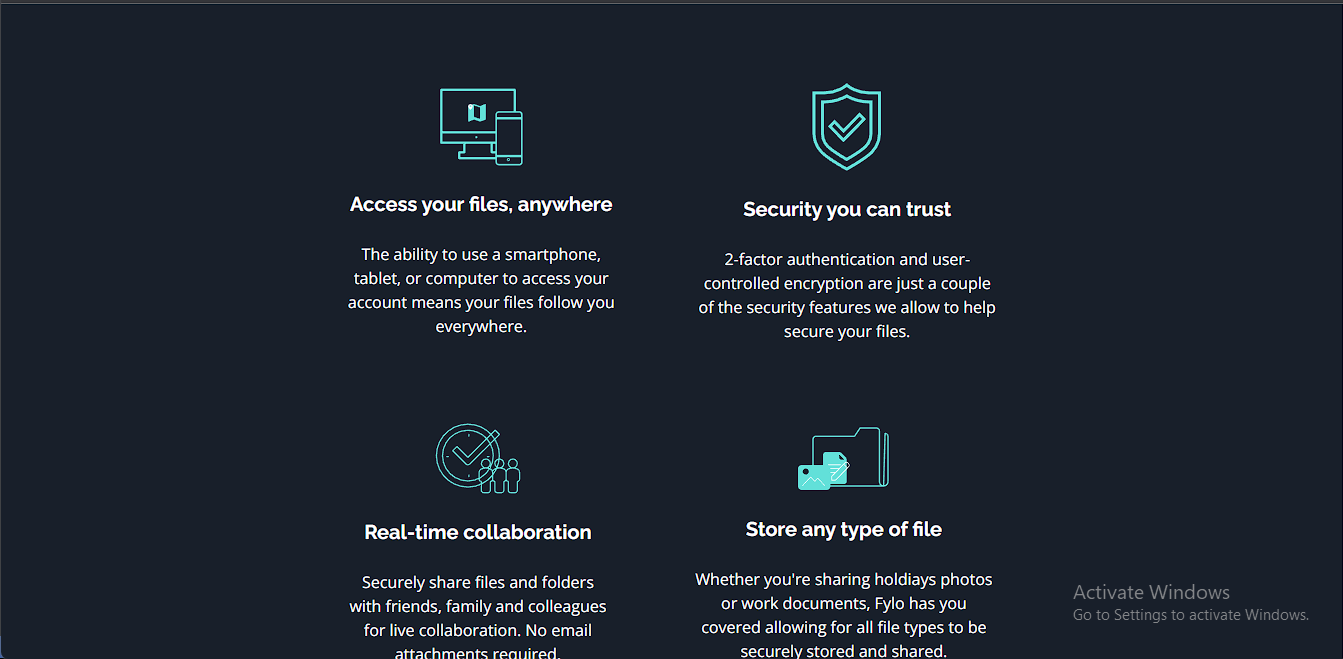 Access your files, anywhere
The ability to use a smartphone,
tablet, or computer to access your
account means your files follow you
everywhere.
Security you can trust
2-factor authentication and user-
controlled encryption are just a couple
of the security features we allow to help
secure your files.
Real-time collaboration
Securely share files and folders
with friends, family and colleagues
for live collaboration. No email
attachments required.
Store any type of file
Whether you're sharing holdiays photos
or work documents, Fylo has you
covered allowing for all file types to be
securely stored and shared.
Activate Windows
Go to Settings to activate Windows.